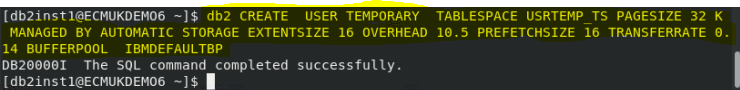 [db2inst1@ECMUKDEMO6 ~]$ db2 CREATE  USER TEMPORARY  TABLESPACE USRTEMP_TS PAGESIZE 32 K
 MANAGED BY AUTOMATIC STORAGE EXTENTSIZE 16 OVERHEAD 10.5 PREFETCHSIZE 16 TRANSFERRATE 0.
14 BUFFERPOOL  IBMDEFAULTBP
DB20000I  The SQL command completed successfully.
[db2inst1@ECMUKDEMO6 ~]$